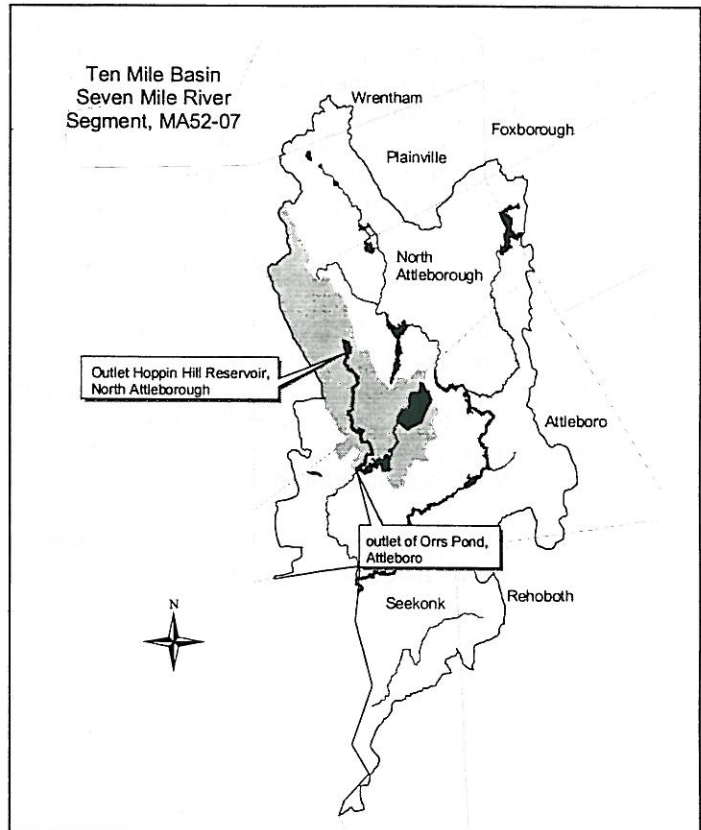 Ten Mile Basin
Seven Mile River
Segment, MA52-07
Wrentham
Foxborough
Plainville
North
Attleborough
Outlet Hoppin Hill Reservoir,
North Attleborough
Attleboro
outlet of Orrs Pond,
Attleboro
N
Seekonk
Rehoboth